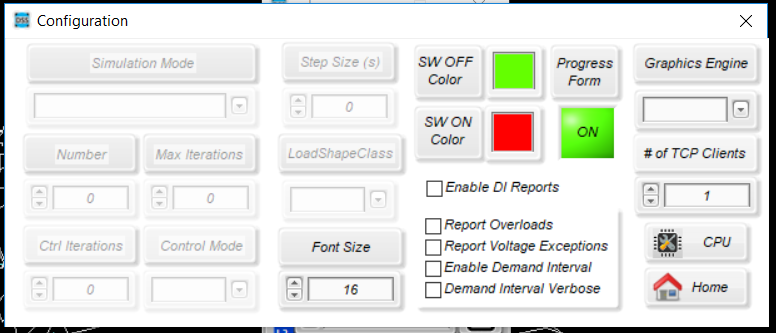 DSS Configuration
Simulation Mode
Step Size (s)
SW OFF
Color
Progress
Form
Graphics Engine
0
SW ON
Color
ON
Number
Max Iterations
LoadShapeClass
# of TCP Clients
0
0
Enable DI Reports
1
Ctrl Iterations
Control Mode
Font Size
Report Overloads
Report Voltage Exceptions
CPU
0
16
Enable Demand Interval
Demand Interval Verbose
Home